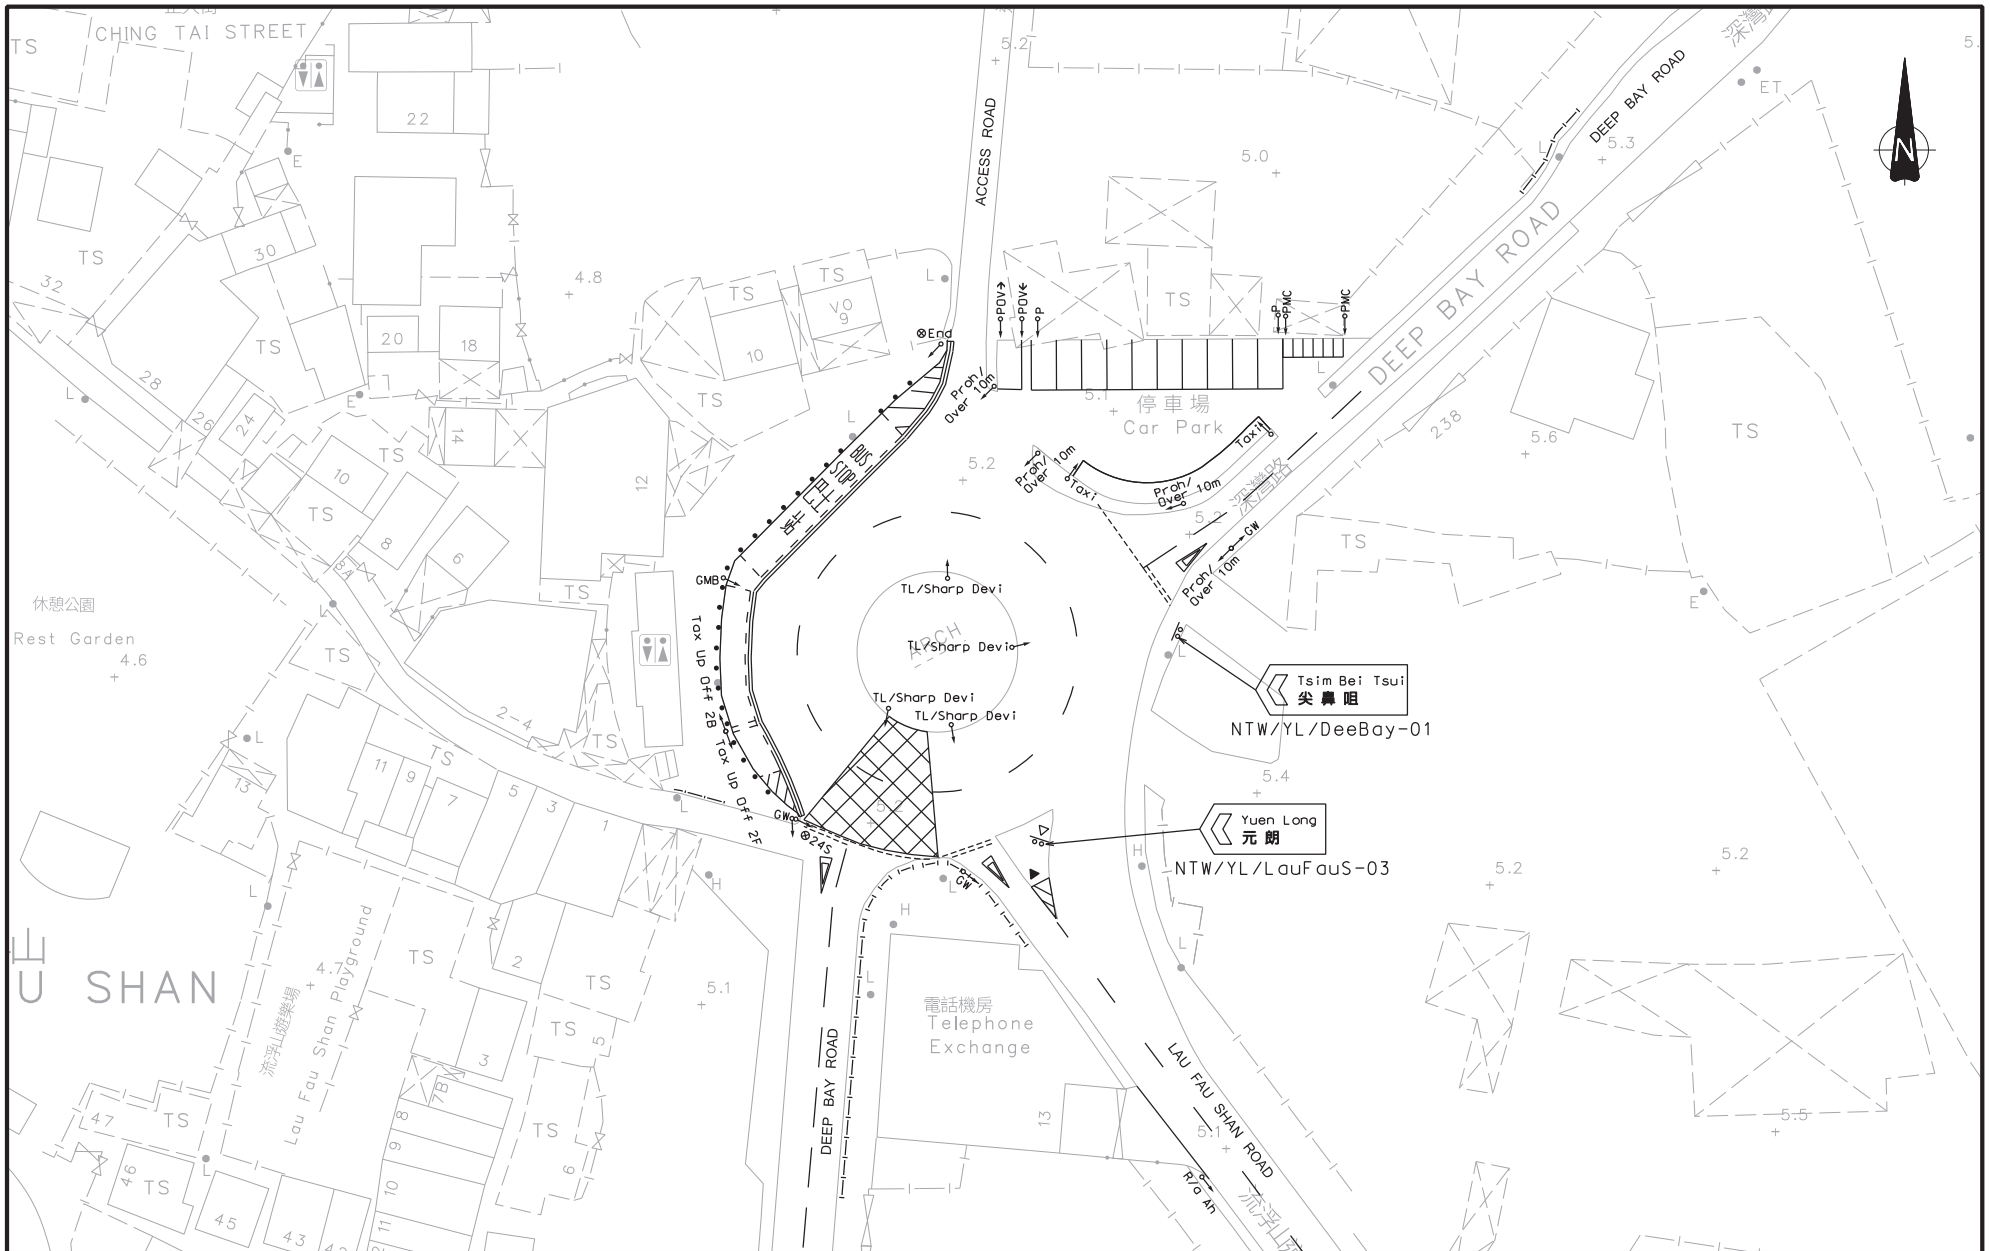 CHING TAI STREET
TS
22
E
30
TS
32
TS
28
26
24
20
18
14
10
8
6
12
4.8
TS
10
TS
VO
9
L
ACCESS ROAD
5.2
5.0
TS
DEEP BAY ROAD
深灣路
ET
5.3
N
⊗End
POV
POV
P
P
PMC
PMC
Proh/
Over 10m
5.1
停車場
Car Park
DEEP BAY ROAD
238
5.6
TS
BUS
STOP
巴士站
5.2
Proh/
Over 10m
Taxi
Taxi
Proh/
Over 10m
深灣路
5.2
GW
Proh/
Over 10m
TS
E
GMB
Tax Up Off 2B
Tax Up Off 2F
TL/Sharp Devi
ARCH
TL/Sharp Devi
TL/Sharp Devi
TL/Sharp Devi
休憩公園
Rest Garden
4.6
TS
8A
2-4
TS
Tsim Bei Tsui
尖鼻咀
NTW/YL/DeeBay-01
5.4
Yuen Long
元朗
NTW/YL/LauFauS-03
5.2
5.2
GW
⊗24S
5.2
GW
H
L
13
11
9
7
5
3
1
TS
山
U SHAN
4.7
流浮山遊樂場
Lau Fau Shan Playground
TS
2
TS
3
TS
5
5.1
H
H
L
電話機房
Telephone
Exchange
DEEP BAY ROAD
LAU FAU SHAN ROAD
5.1
13
R/a Ah
流浮山
5.5
47
TS
46
TS
45
43
7B
8
9
10
11
TS
6